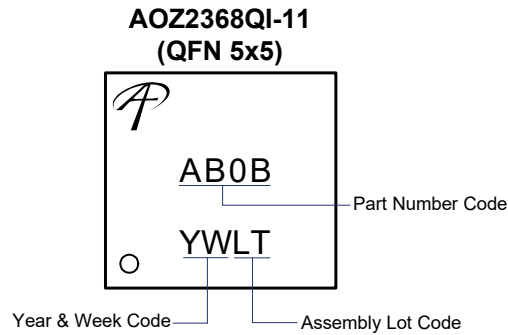 AOZ2368QI-11
(QFN 5x5)
AB0B
Part Number Code
YWLT
Year & Week Code
Assembly Lot Code